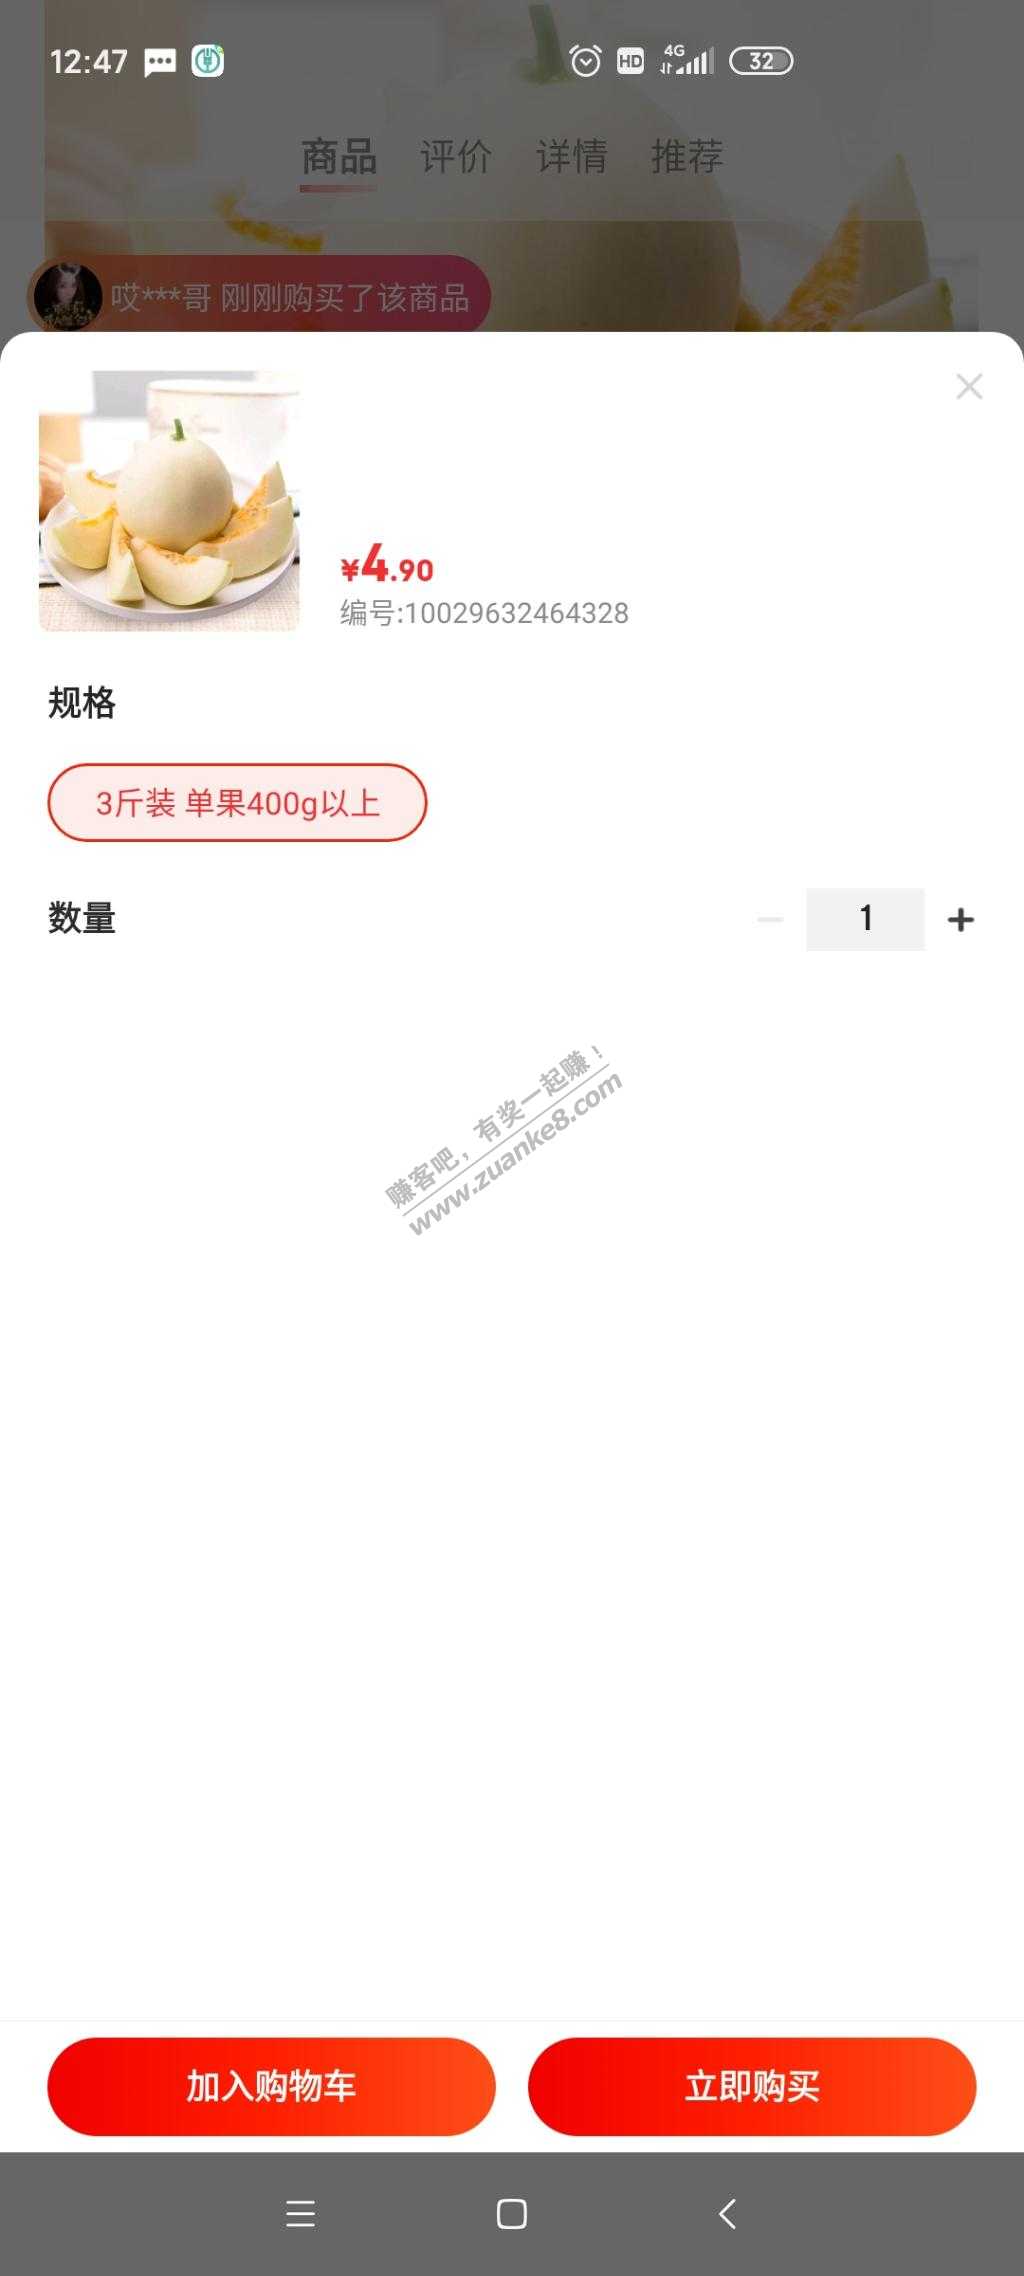 12:47
HD
4G
32
商品 评价 详情 推荐
哎***哥 刚刚购买了该商品
¥4.90
编号:10029632464328
规格
3斤装 单果400g以上
数量
1
赚客吧，有奖一起赚！
www.zuanke8.com
加入购物车 立即购买